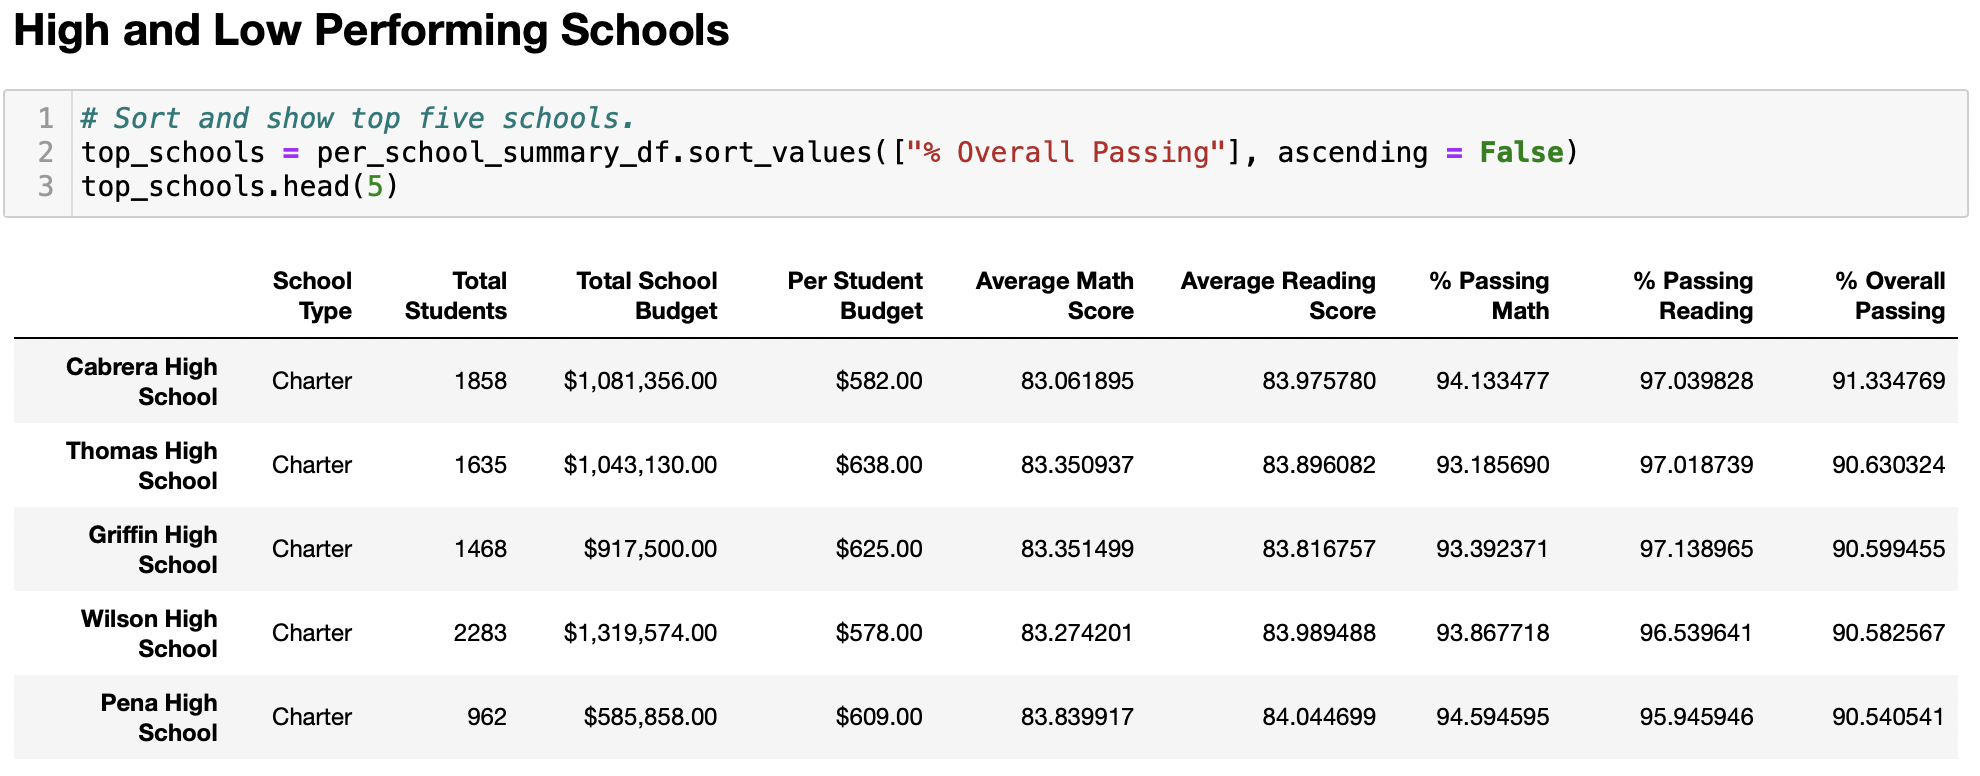 High and Low Performing Schools
1 # Sort and show top five schools.
2 top_schools = per_school_summary_df.sort_values(["% Overall Passing"], ascending = False)
3 top_schools.head(5)
School Type Total Students Total School Budget Per Student Budget Average Math Score Average Reading Score % Passing Math % Passing Reading % Overall Passing
Cabrera High School Charter 1858 $1,081,356.00 $582.00 83.061895 83.975780 94.133477 97.039828 91.334769
Thomas High School Charter 1635 $1,043,130.00 $638.00 83.350937 83.896082 93.185690 97.018739 90.630324
Griffin High School Charter 1468 $917,500.00 $625.00 83.351499 83.816757 93.392371 97.138965 90.599455
Wilson High School Charter 2283 $1,319,574.00 $578.00 83.274201 83.989488 93.867718 96.539641 90.582567
Pena High School Charter 962 $585,858.00 $609.00 83.839917 84.044699 94.594595 95.945946 90.540541